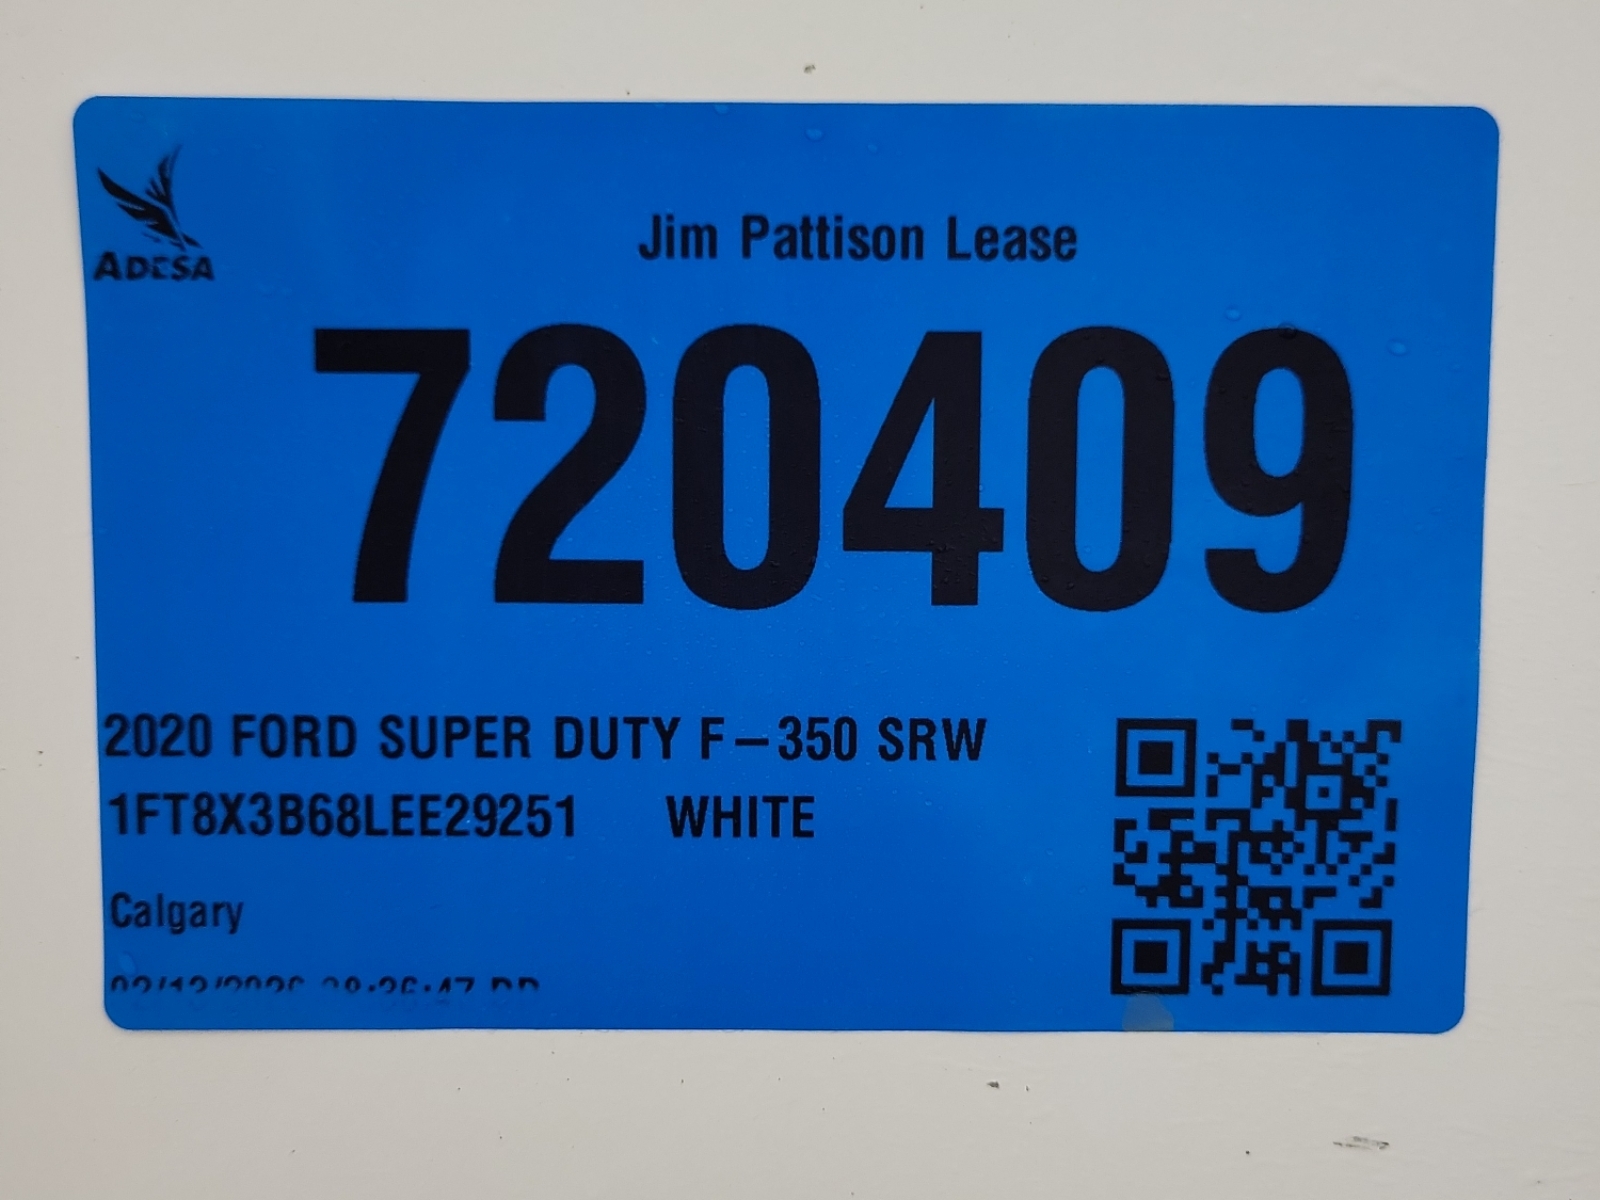 ADESA
Jim Pattison Lease
720409
2020 FORD SUPER DUTY F-350 SRW
1FT8X3B68LEE29251 WHITE
Calgary